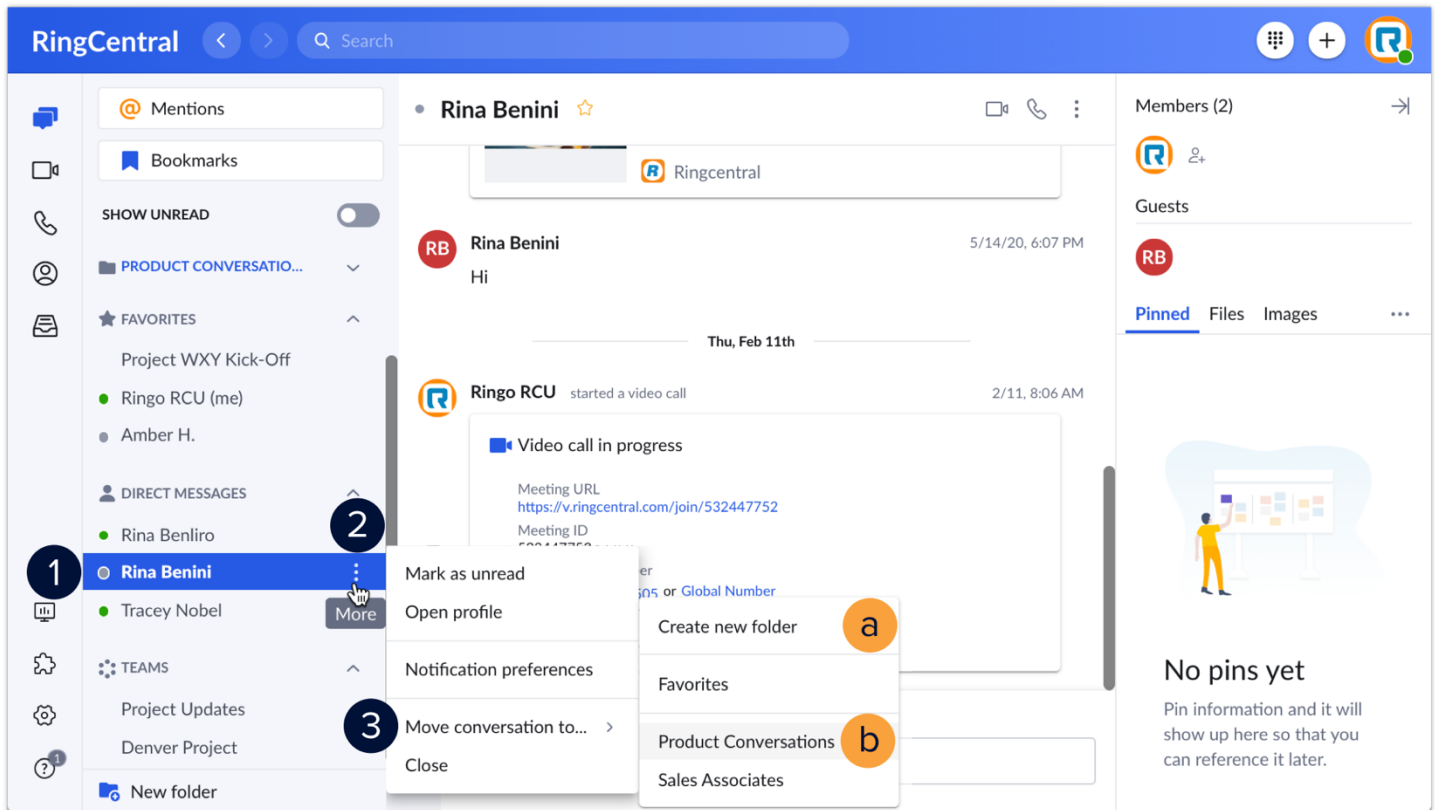 RingCentral
Search
Mentions
Bookmarks
SHOW UNREAD
PRODUCT CONVERSATIO...
FAVORITES
Project WXY Kick-Off
Ringo RCU (me)
Amber H.
DIRECT MESSAGES
2
Rina Benliro
1
Rina Benini
Tracey Nobel
More
TEAMS
Project Updates
Denver Project
1
New folder
Rina Benini
R Ringcentral
RB
Rina Benini
5/14/20, 6:07 PM
Hi
Thu, Feb 11th
R
Ringo RCU started a video call
2/11, 8:06 AM
Video call in progress
Meeting URL
https://v.ringcentral.com/join/532447752
Meeting ID
or Global Number
Mark as unread
Open profile
Notification preferences
3
Move conversation to...
Close
Create new folder
a
Favorites
Product Conversations
b
Sales Associates
R
Members (2)
R
Guests
RB
Pinned Files Images
No pins yet
Pin information and it will
show up here so that you
can reference it later.